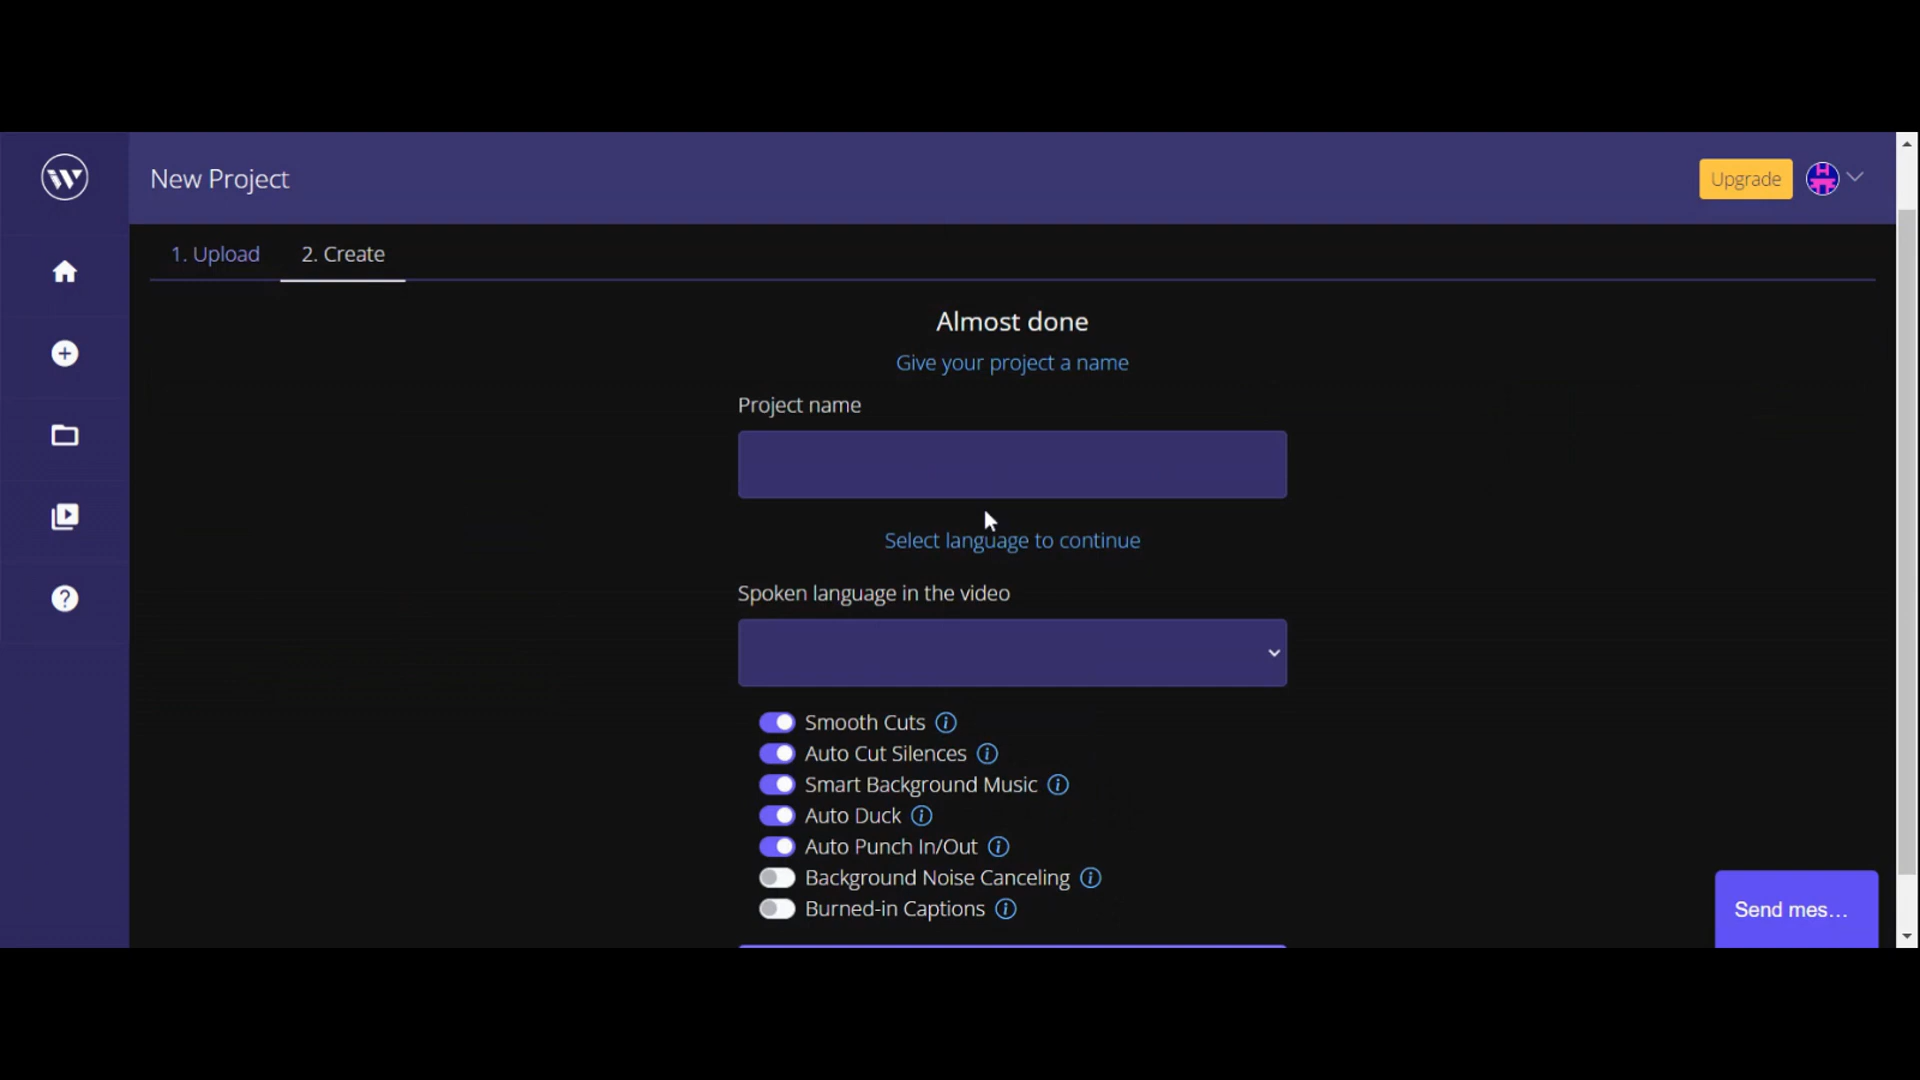 New Project
Upgrade
1. Upload
2. Create
Almost done
Give your project a name
Project name
Select language to continue
Spoken language in the video
Smooth Cuts
Auto Cut Silences
Smart Background Music
Auto Duck
Auto Punch In/Out
Background Noise Canceling
Burned-in Captions
Send mes...